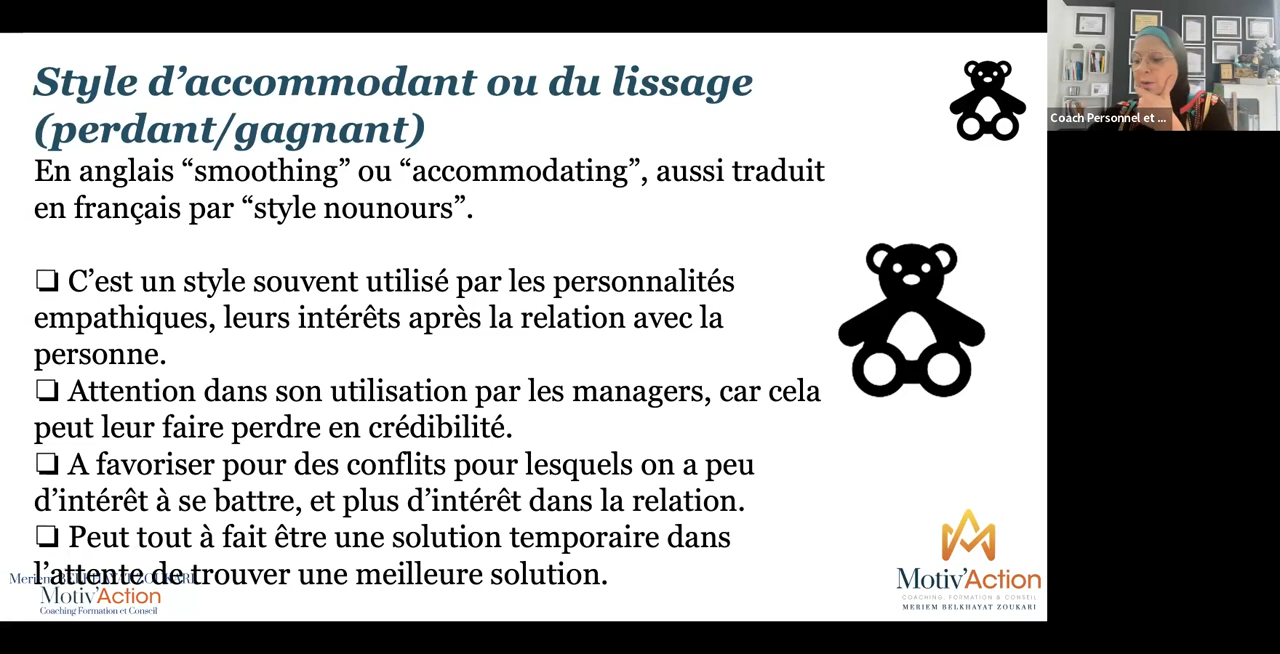 Style d’accommodant ou du lissage
(perdant/gagnant)
En anglais “smoothing” ou “accommodating”, aussi traduit
en français par “style nounours”.
❏ C’est un style souvent utilisé par les personnalités
empathiques, leurs intérêts après la relation avec la
personne.
❏ Attention dans son utilisation par les managers, car cela
peut leur faire perdre en crédibilité.
❏ A favoriser pour des conflits pour lesquels on a peu
d’intérêt à se battre, et plus d’intérêt dans la relation.
❏ Peut tout à fait être une solution temporaire dans
l’attente de trouver une meilleure solution.
Meriem BELKHAYAT ZOUKARI
Motiv’Action
Coaching Formation et Conseil
Motiv’Action
COACHING, FORMATION & CONSEIL
MERIEM BELKHAYAT ZOUKARI
Coach Personnel et ...